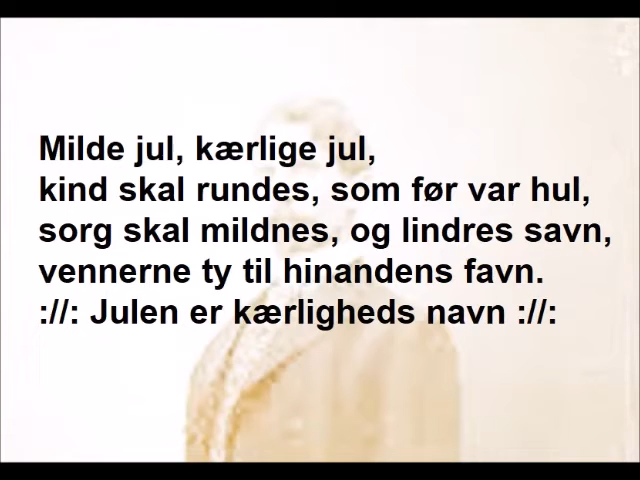 Milde jul, kærlige jul,
kind skal rundes, som før var hul,
sorg skal mildnes, og lindres savn,
vennerne ty til hinandens favn.
://: Julen er kærligheds navn ://: